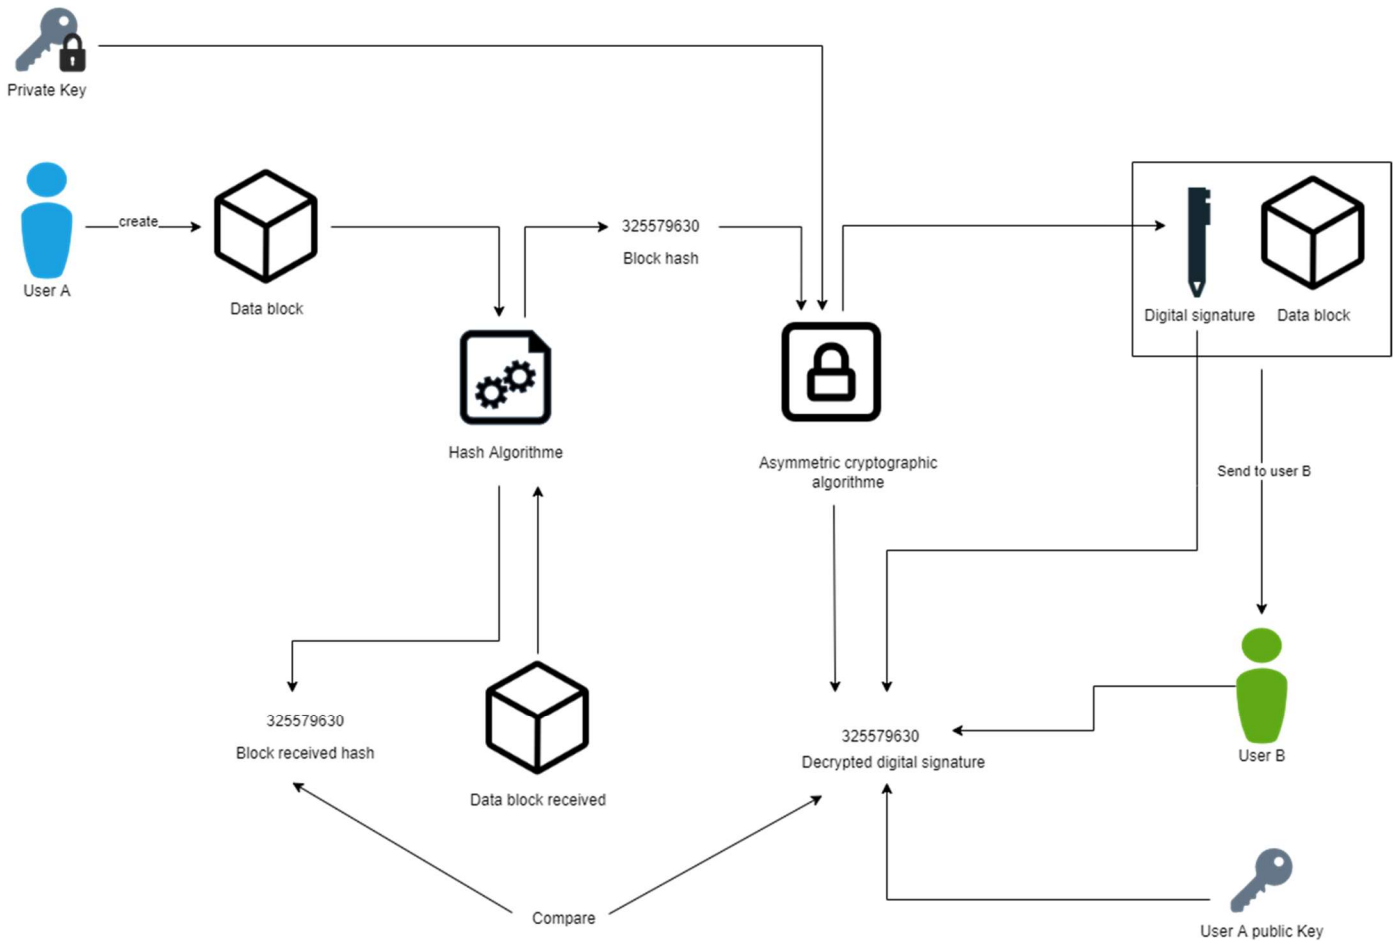 Private Key
create
User A
Data block
325579630
Block hash
Digital signature
Data block
Hash Algorithme
Asymmetric cryptographic
algorithme
Send to user B
325579630
Block received hash
Data block received
325579630
Decrypted digital signature
User B
Compare
User A public Key